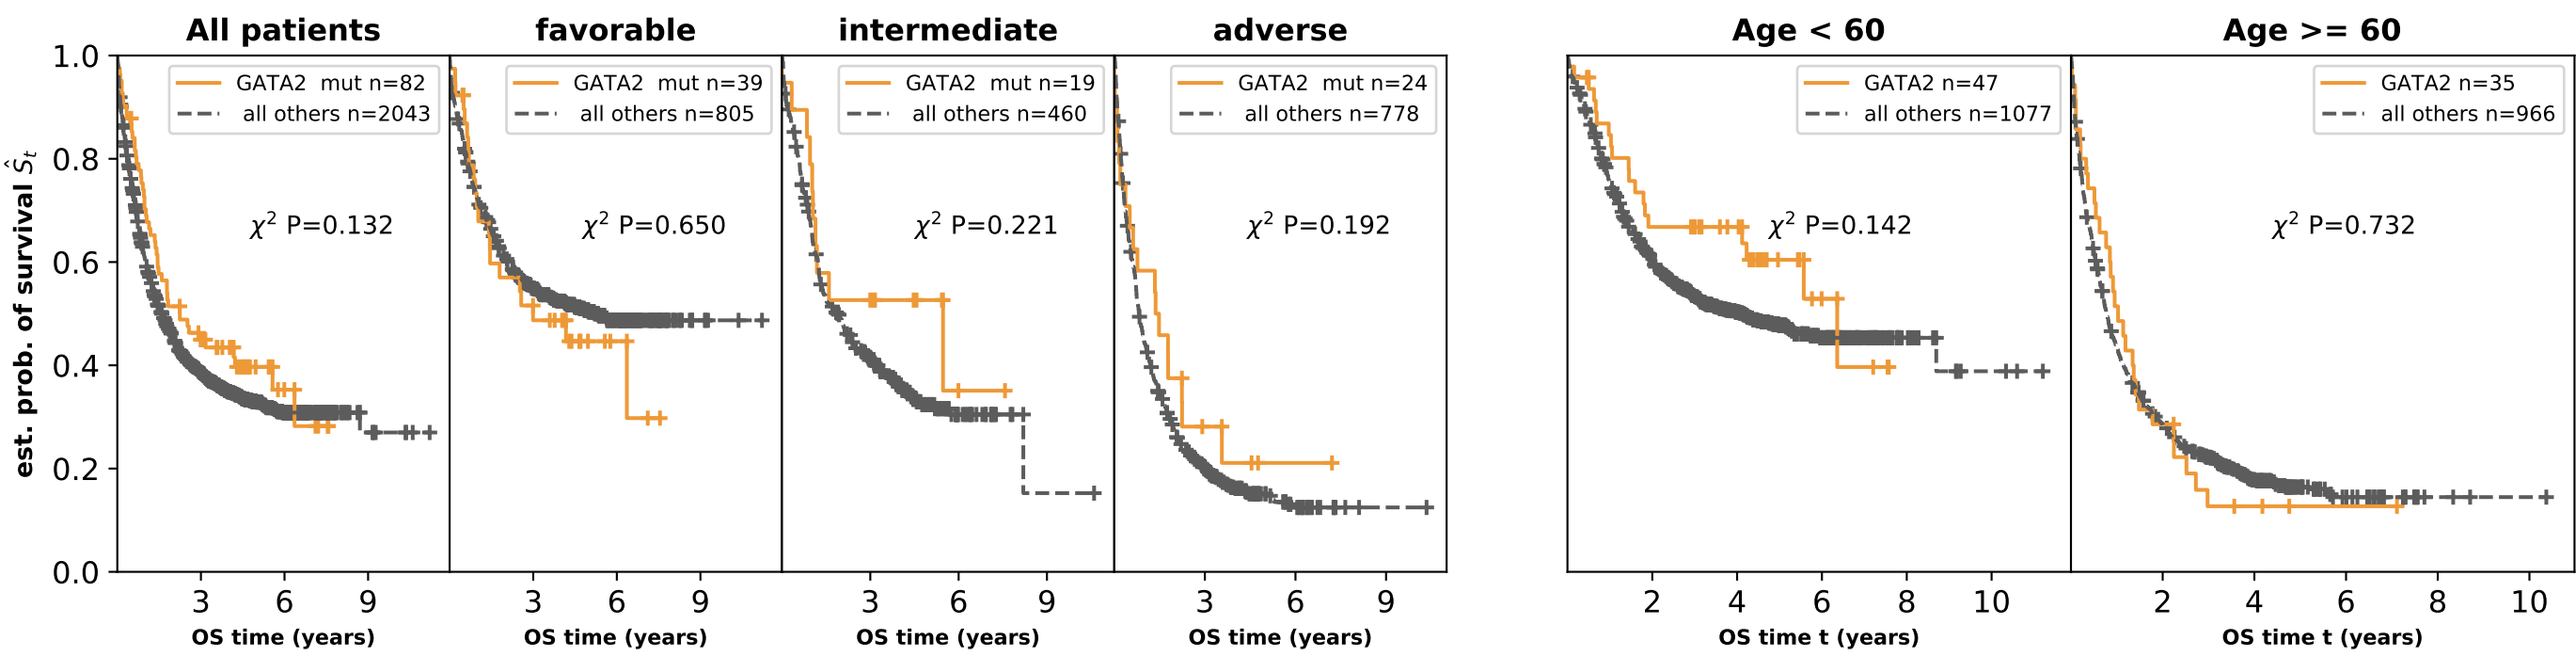 All patients
favorable
intermediate
adverse
Age < 60
Age >= 60
est. prob. of survival Ŝt
1.0
0.8
0.6
0.4
0.2
0.0
GATA2 mut n=82
all others n=2043
χ² P=0.132
3 6 9
OS time (years)
GATA2 mut n=39
all others n=805
χ² P=0.650
3 6 9
OS time (years)
GATA2 mut n=19
all others n=460
χ² P=0.221
3 6 9
OS time (years)
GATA2 mut n=24
all others n=778
χ² P=0.192
3 6 9
OS time (years)
GATA2 n=47
all others n=1077
χ² P=0.142
2 4 6 8 10
OS time t (years)
GATA2 n=35
all others n=966
χ² P=0.732
2 4 6 8 10
OS time t (years)